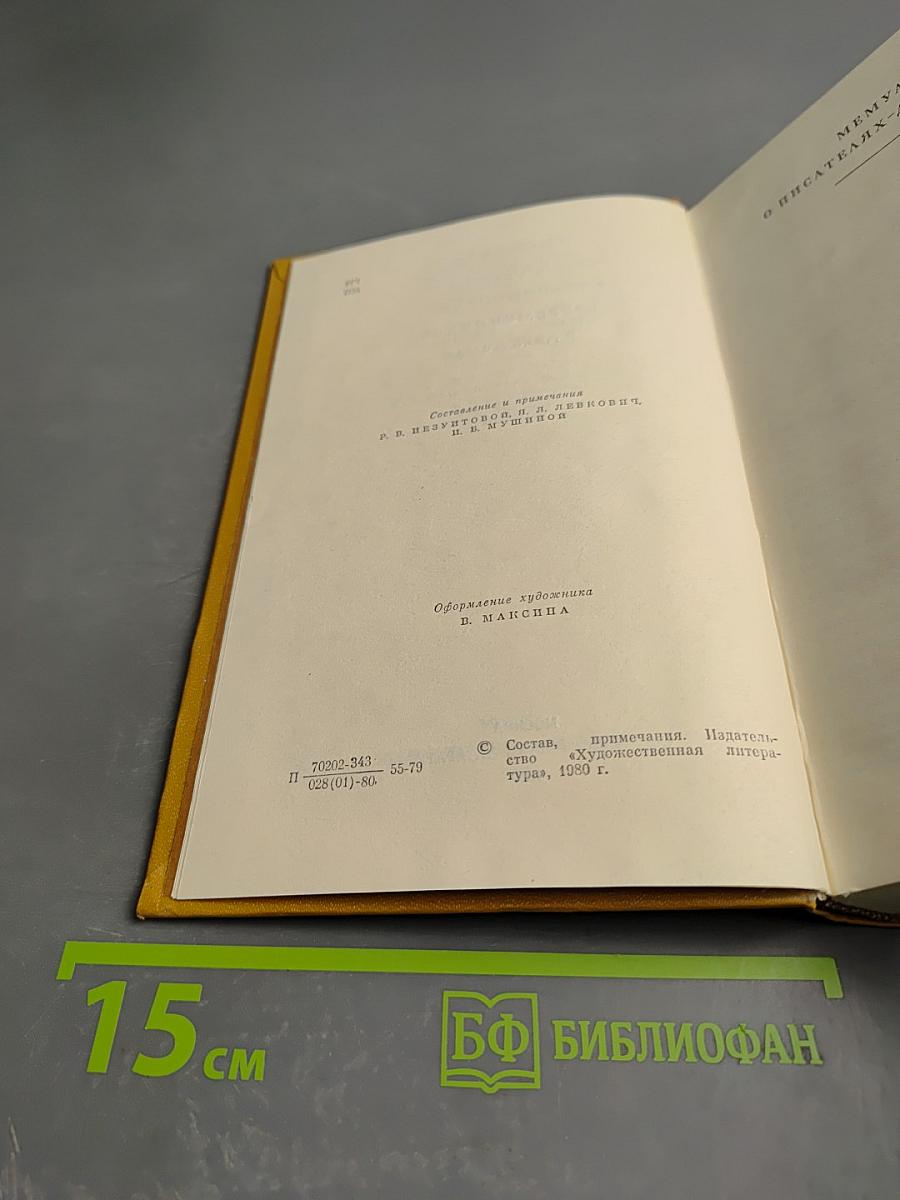 Составление и примечания
Р. В. ИЕЗУИТОВОЙ, Я. Л. ЛЕВКОВИЧ,
И. Б. МУШИНОЙ
Оформление художника
В. МАКСИНА
П 70202-343 55-79
028(01)-80
© Состав, примечания. Издатель-
ство «Художественная литера-
тура», 1980 г.
О ПИСАТЕЛЯХ-
15 см
БФ БИБЛИОФАН